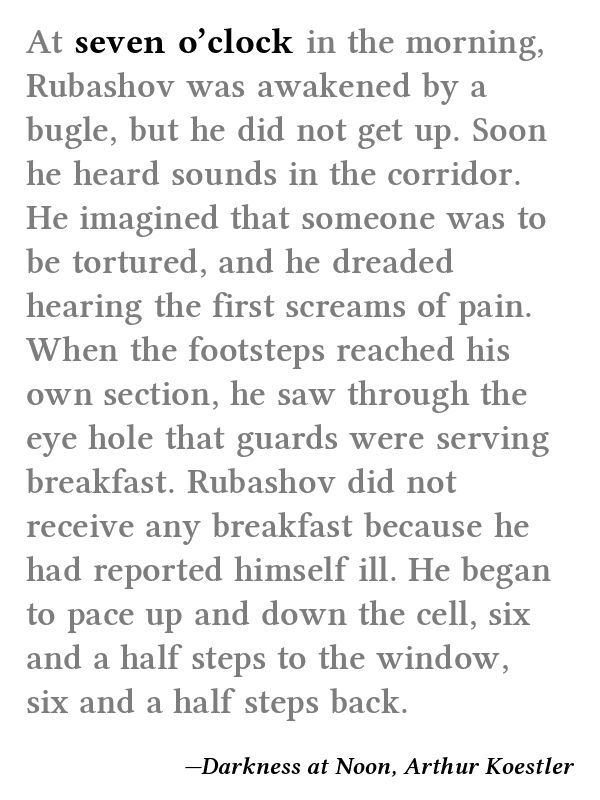 At seven o’clock in the morning,
Rubashov was awakened by a
bugle, but he did not get up. Soon
he heard sounds in the corridor.
He imagined that someone was to
be tortured, and he dreaded
hearing the first screams of pain.
When the footsteps reached his
own section, he saw through the
eye hole that guards were serving
breakfast. Rubashov did not
receive any breakfast because he
had reported himself ill. He began
to pace up and down the cell, six
and a half steps to the window,
six and a half steps back.
—Darkness at Noon, Arthur Koestler